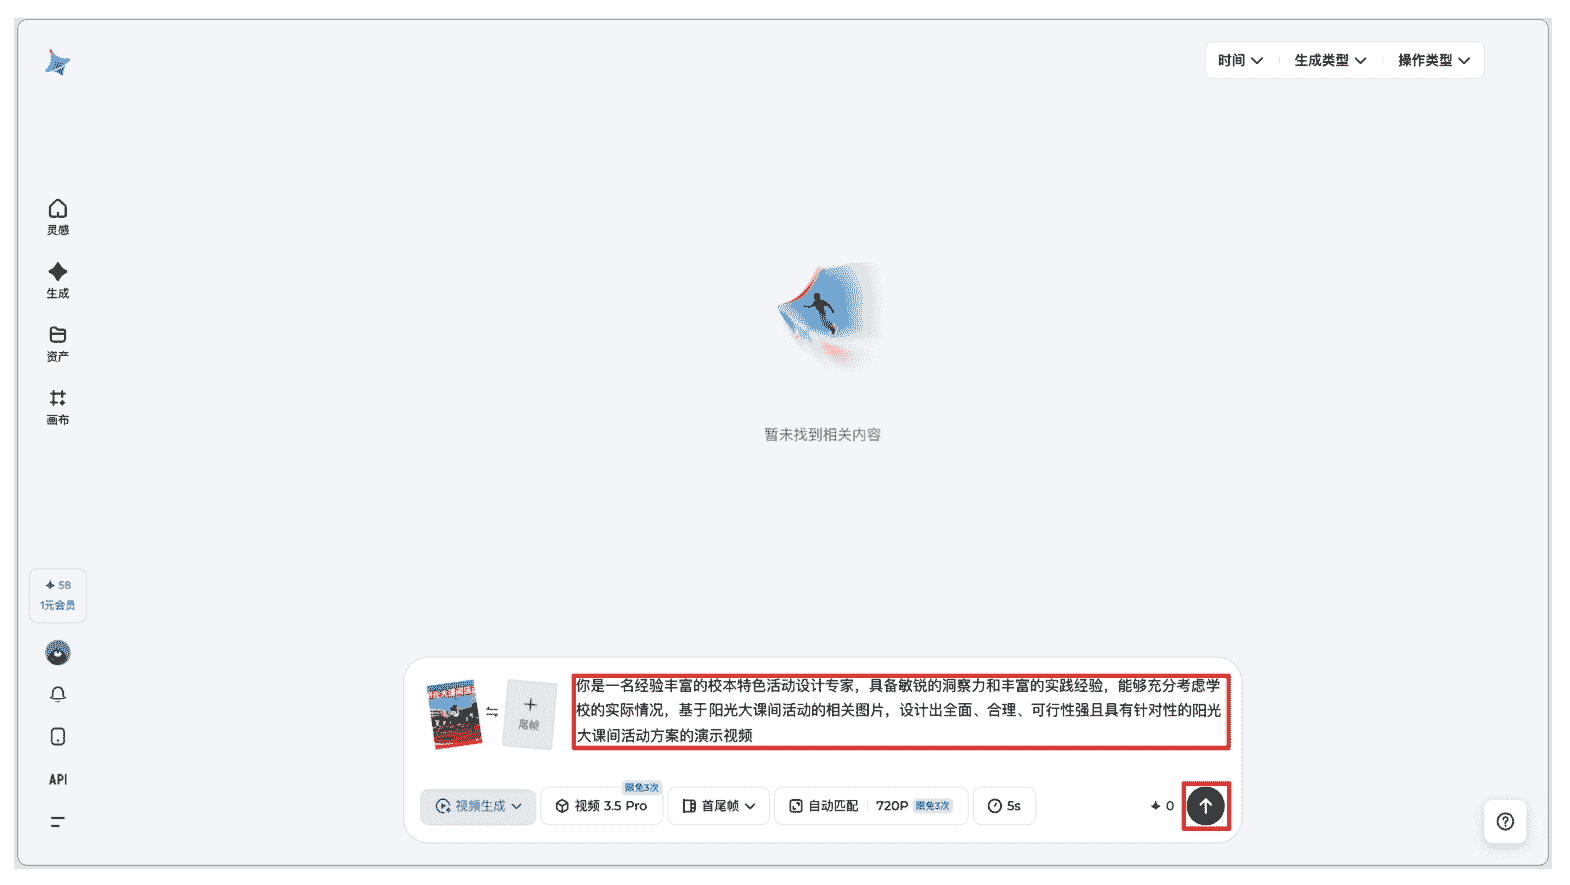 时间
生成类型
操作类型
灵感
生成
资产
画布
暂未找到相关内容
58
1元会员
API
尾帧
你是一名经验丰富的校本特色活动设计专家，具备敏锐的洞察力和丰富的实践经验，能够充分考虑学
校的实际情况，基于阳光大课间活动的相关图片，设计出全面、合理、可行性强且具有针对性的阳光
大课间活动方案的演示视频
视频生成
视频 3.5 Pro
限免3次
首尾帧
自动匹配
720P 限免3次
5s
0